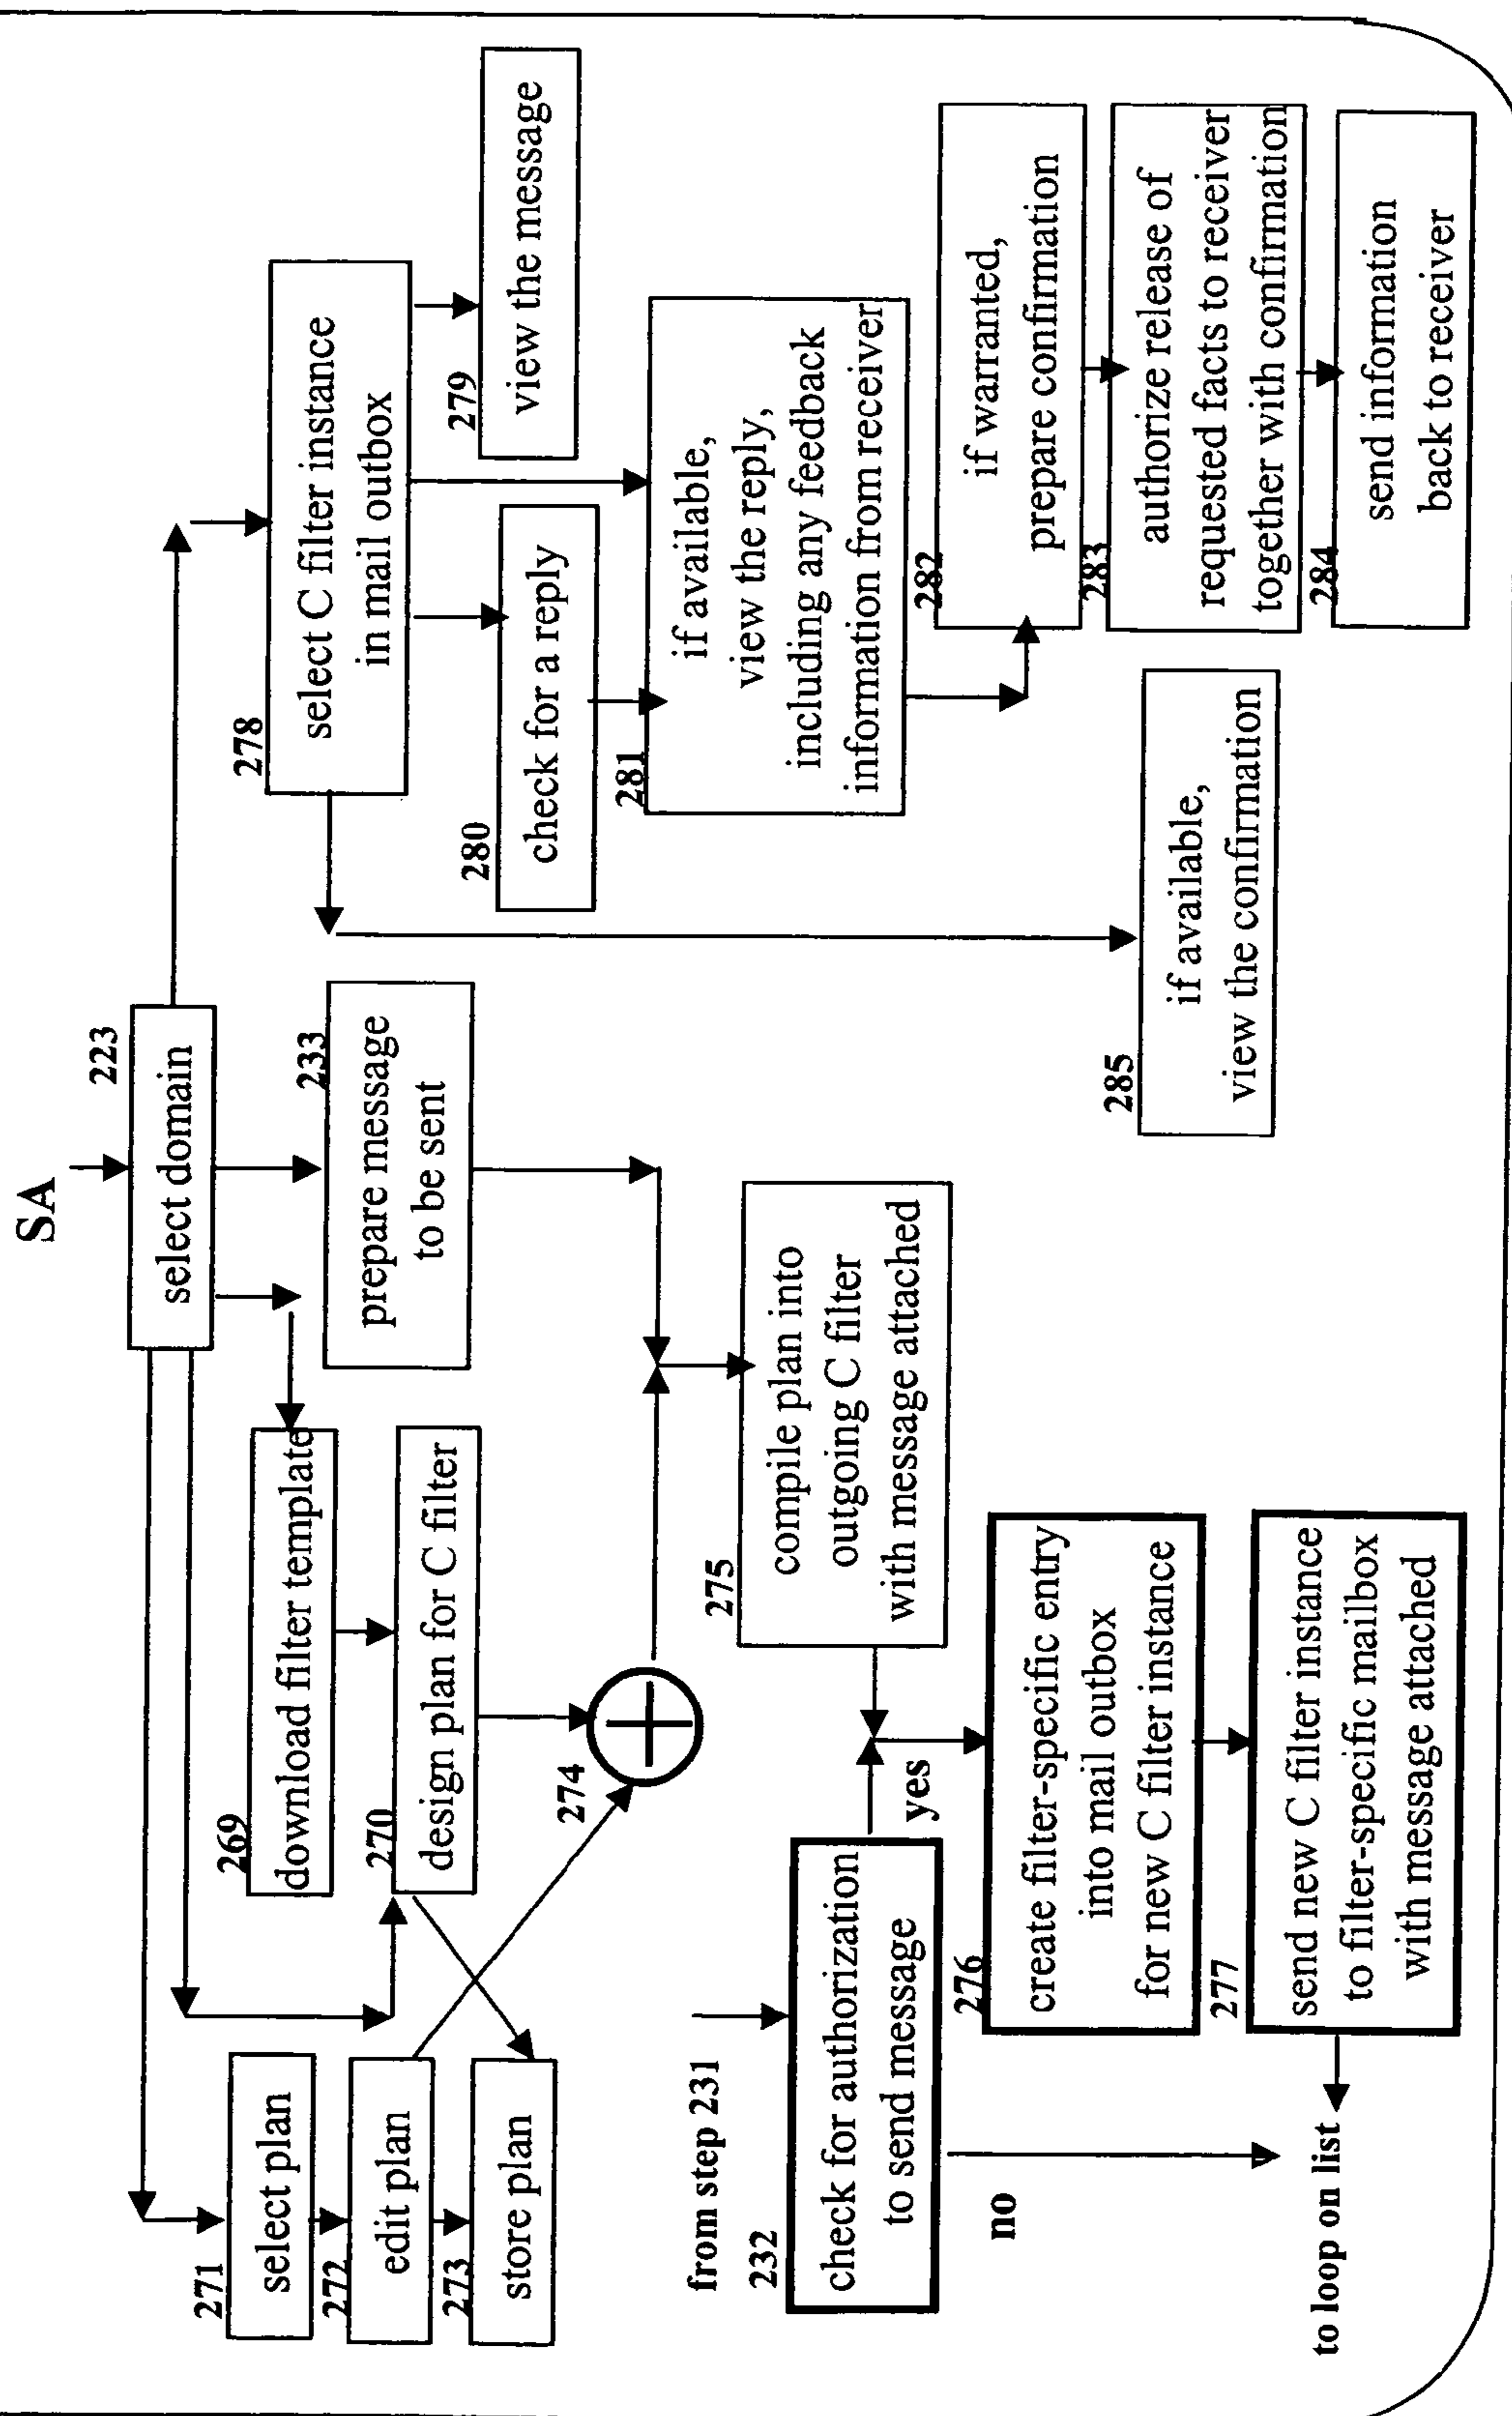 SA
223
select domain
271
select plan
272
edit plan
273
store plan
269
download filter template
270
design plan for C filter
274
233
prepare message
to be sent
278
select C filter instance
in mail outbox
279
view the message
280
check for a reply
281
if available,
view the reply,
including any feedback
information from receiver
282
if warranted,
prepare confirmation
283
authorize release of
requested facts to receiver
together with confirmation
284
send information
back to receiver
285
if available,
view the confirmation
275
compile plan into
outgoing C filter
with message attached
from step 231
232
check for authorization
to send message
yes
no
276
create filter-specific entry
into mail outbox
for new C filter instance
277
send new C filter instance
to filter-specific mailbox
with message attached
to loop on list